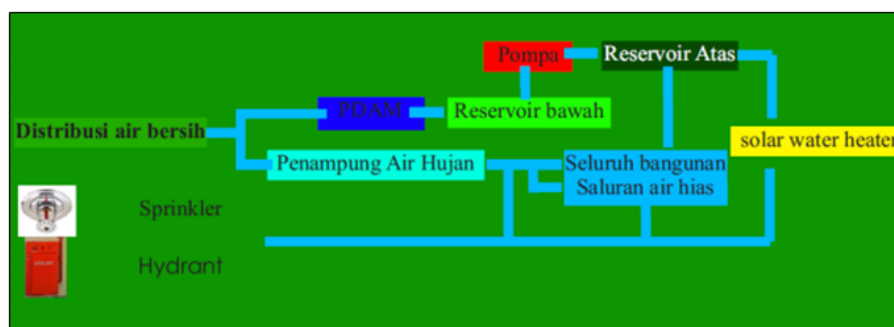 Pompa
Reservoir Atas
PDAM
Reservoir bawah
Distribusi air bersih
solar water heater
Penampung Air Hujan
Seluruh bangunan
Saluran air hias
Sprinkler
Hydrant